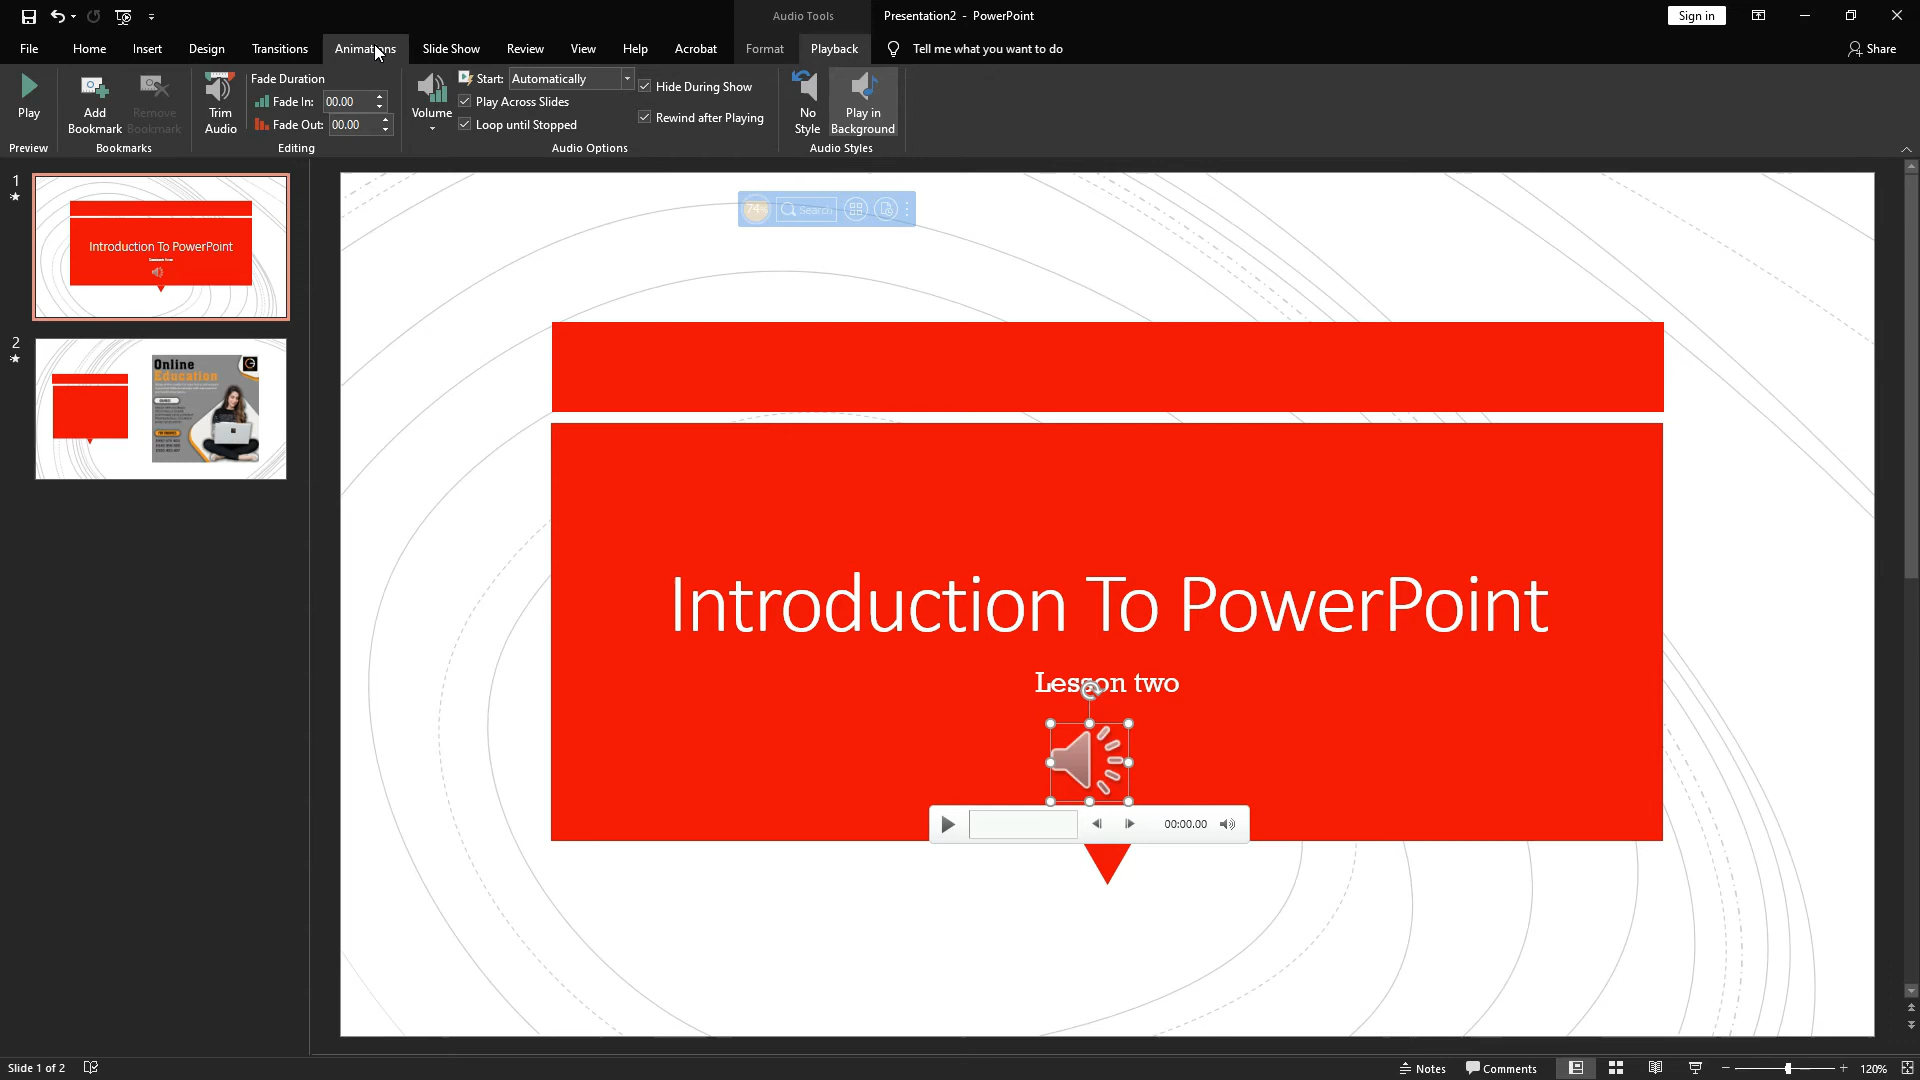 Audio Tools
Presentation2 - PowerPoint
Sign in
File
Home
Insert
Design
Transitions
Animations
Slide Show
Review
View
Help
Acrobat
Format
Playback
Tell me what you want to do
Share
Play
Preview
Add
Bookmark
Remove
Bookmark
Bookmarks
Trim
Audio
Fade Duration
Fade In: 00.00
Fade Out: 00.00
Editing
Volume
Start: Automatically
Play Across Slides
Loop until Stopped
Hide During Show
Rewind after Playing
Audio Options
No
Style
Play in
Background
Audio Styles
1
Introduction To PowerPoint
Lesson two
2
Online
Education
74%
Search
Introduction To PowerPoint
Lesson two
00:00.00
Slide 1 of 2
Notes
Comments
120%